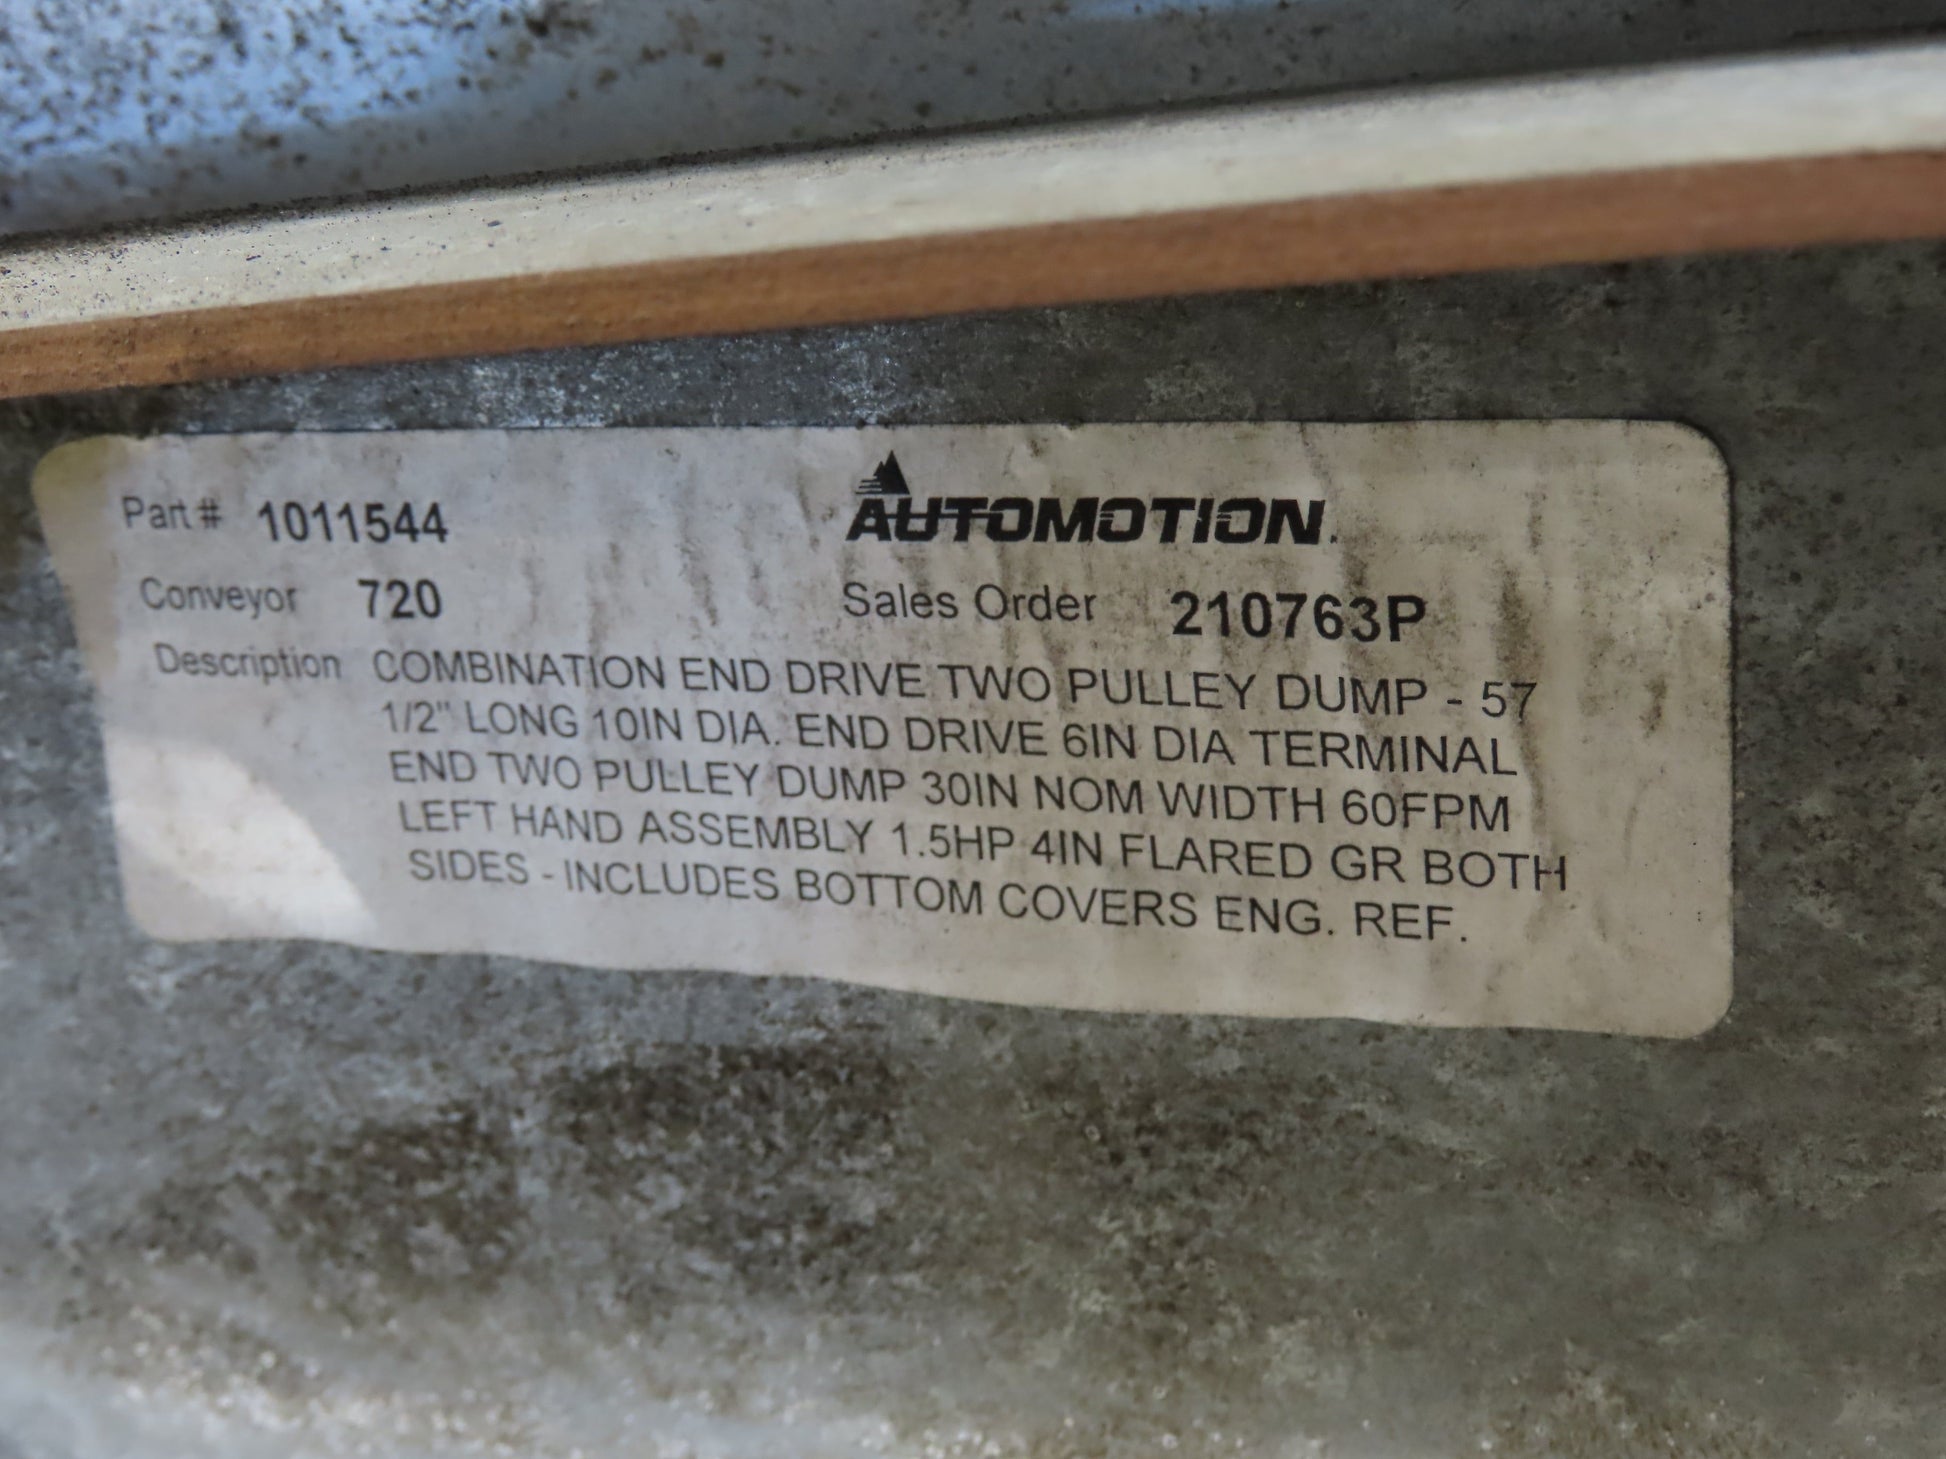 Part # 1011544
AUTOMOTION.
Conveyor 720
Sales Order 210763P
Description COMBINATION END DRIVE TWO PULLEY DUMP - 57
1/2" LONG 10IN DIA. END DRIVE 6IN DIA TERMINAL
END TWO PULLEY DUMP 30IN NOM WIDTH 60FPM
LEFT HAND ASSEMBLY 1.5HP 4IN FLARED GR BOTH
SIDES - INCLUDES BOTTOM COVERS ENG. REF.